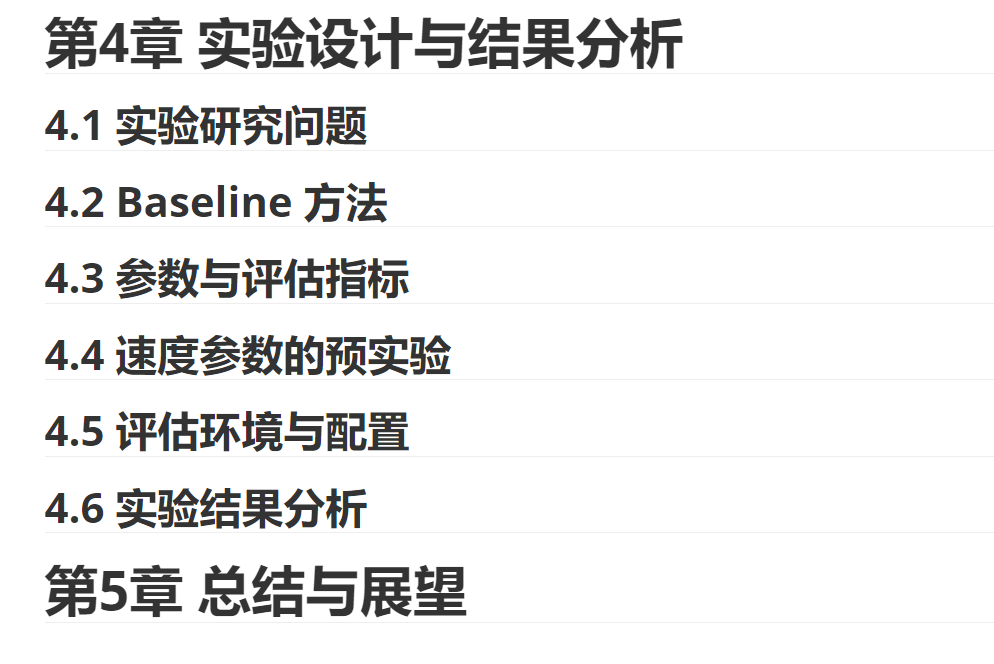 第4章 实验设计与结果分析
4.1 实验研究问题
4.2 Baseline 方法
4.3 参数与评估指标
4.4 速度参数的预实验
4.5 评估环境与配置
4.6 实验结果分析
第5章 总结与展望